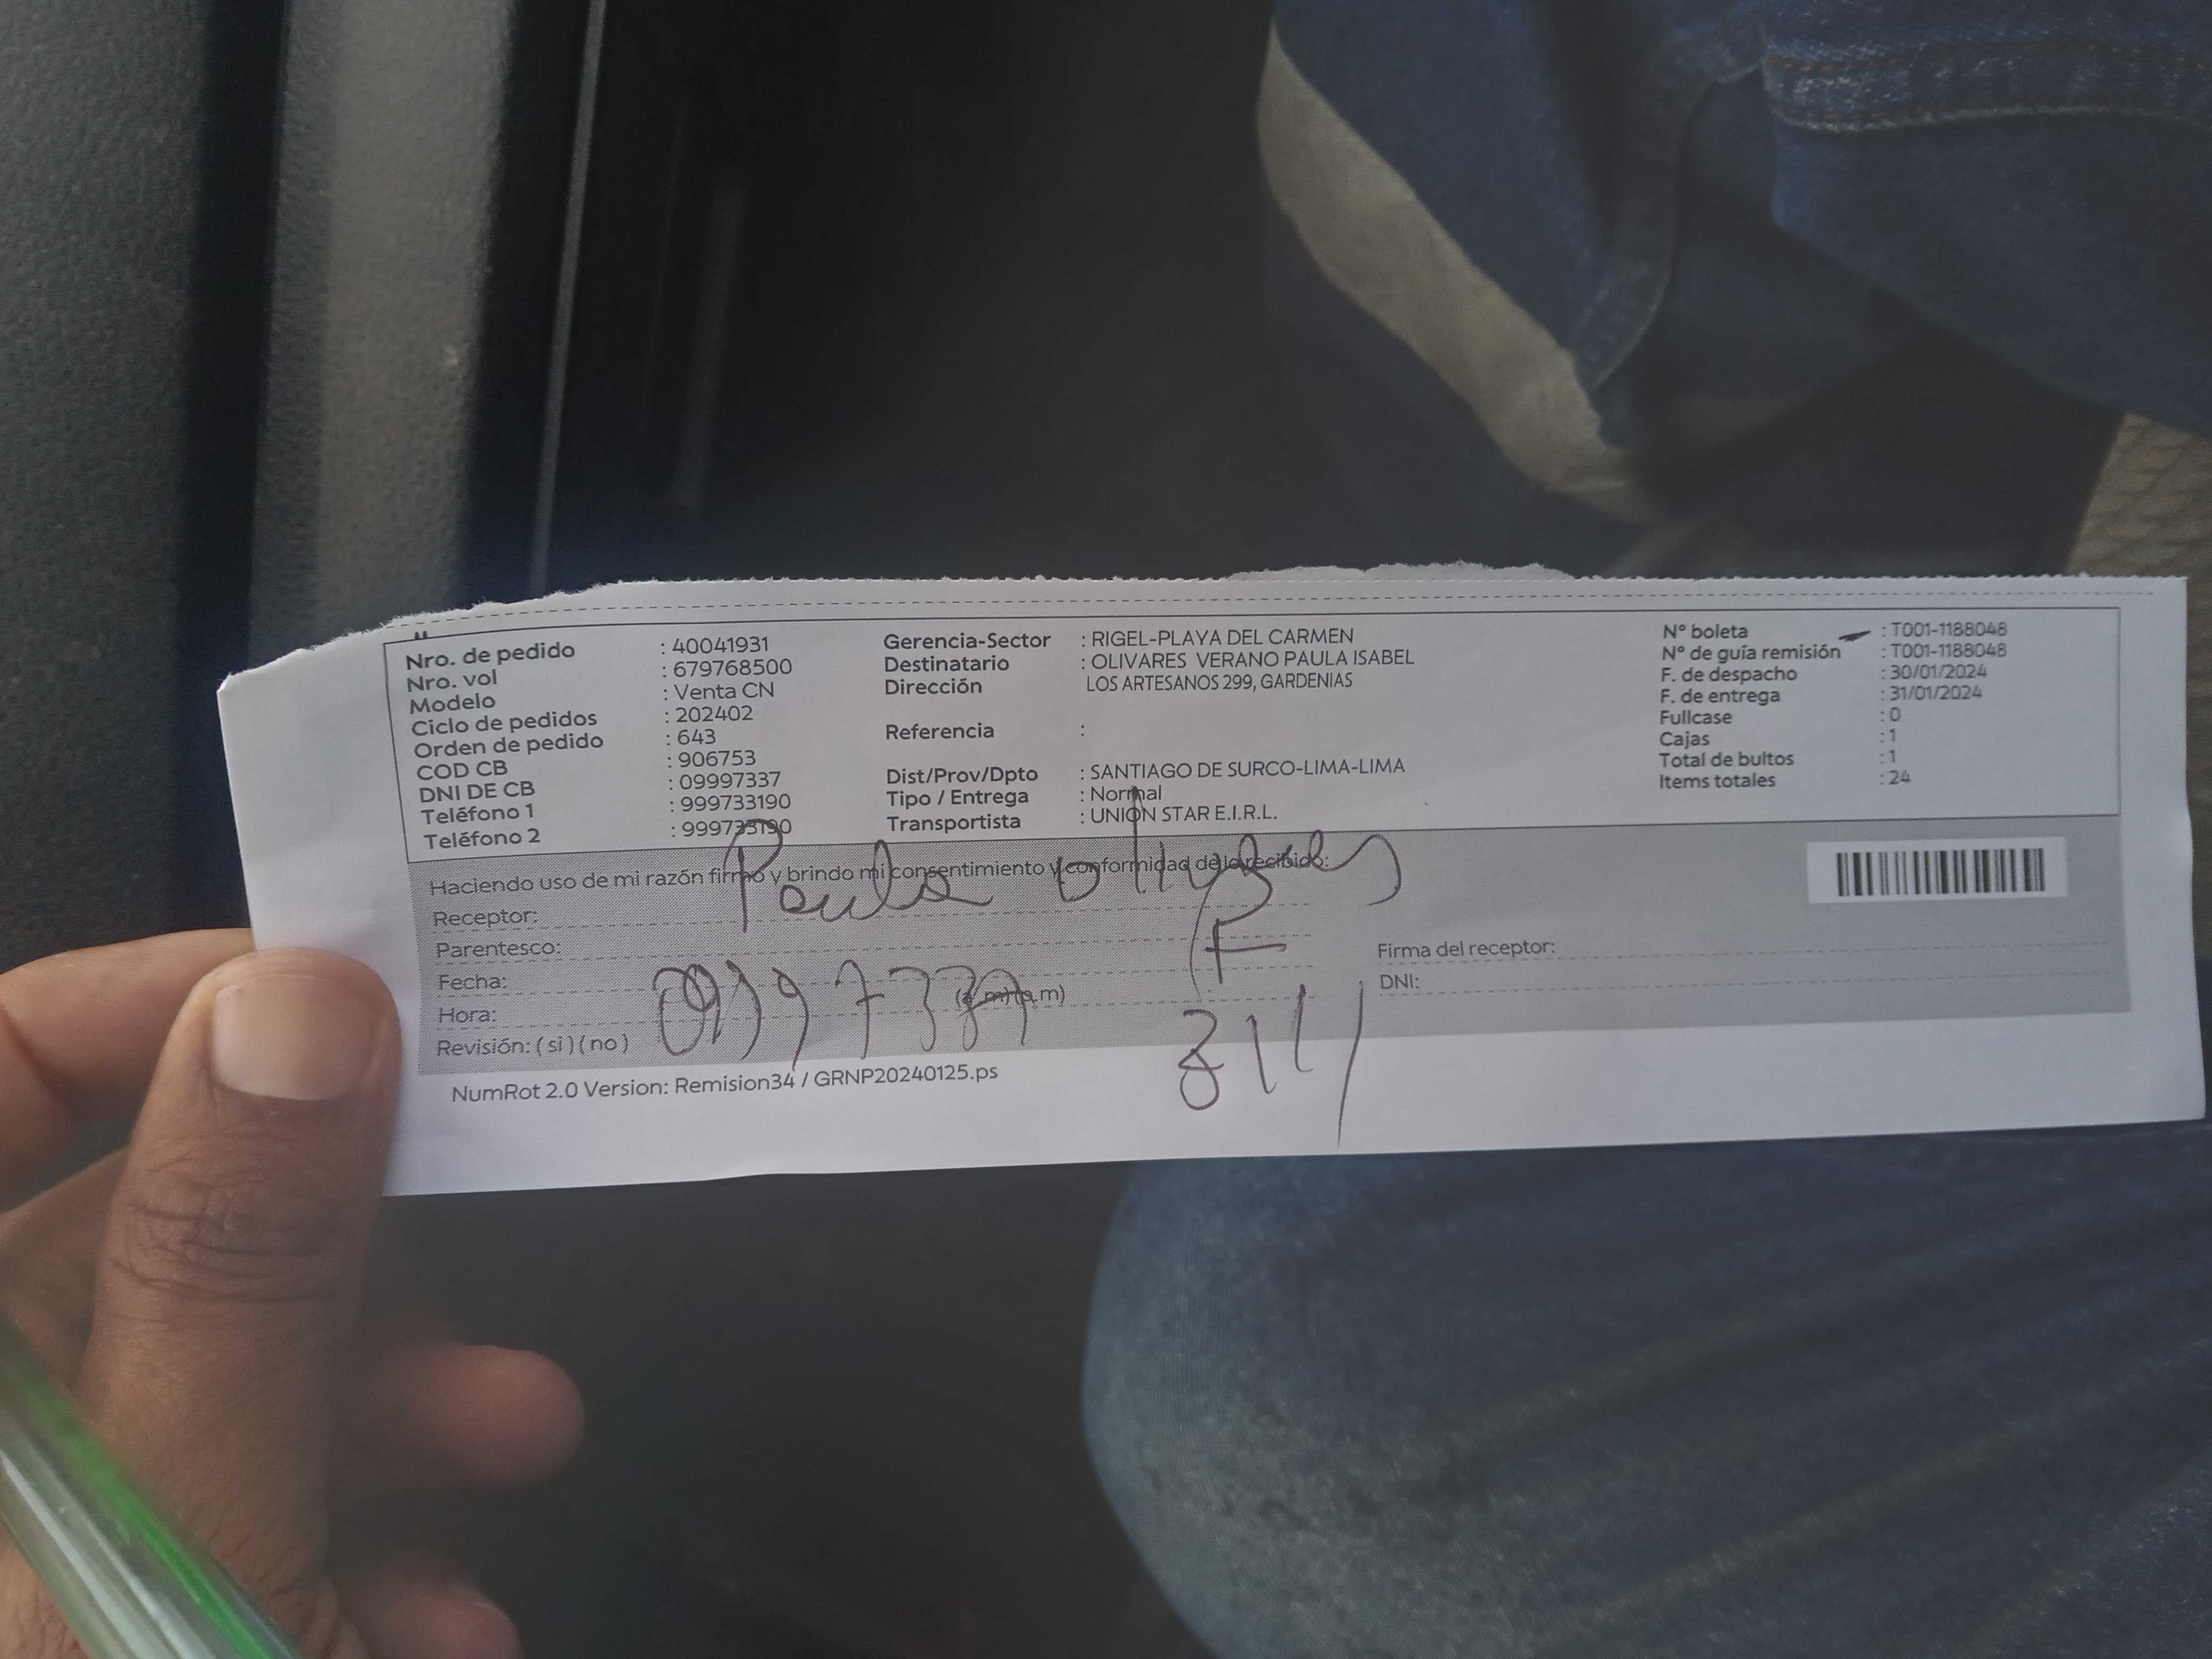 Nro. de pedido : 40041931
Nro. vol : 679768500
Modelo : Venta CN
Ciclo de pedidos : 202402
Orden de pedido : 643
COD CB : 906753
DNI DE CB : 09997337
Teléfono 1 : 999733190
Teléfono 2 : 999733190
Gerencia-Sector : RIGEL-PLAYA DEL CARMEN
Destinatario : OLIVARES VERANO PAULA ISABEL
Dirección LOS ARTESANOS 299, GARDENIAS
Referencia :
Dist/Prov/Dpto : SANTIAGO DE SURCO-LIMA-LIMA
Tipo / Entrega : Normal
Transportista : UNION STAR E.I.R.L.
N° boleta : T001-1188048
N° de guía remisión : T001-1188048
F. de despacho : 30/01/2024
F. de entrega : 31/01/2024
Fullcase : 0
Cajas : 1
Total de bultos : 1
Items totales : 24
Haciendo uso de mi razón firmo y brindo mi consentimiento y conformidad de lo recibido:
Receptor: Paula Olivares
Parentesco:
Fecha:
Hora: (a.m) (p.m)
Revisión: ( si ) ( no )
Firma del receptor:
DNI:
NumRot 2.0 Version: Remision34 / GRNP20240125.ps